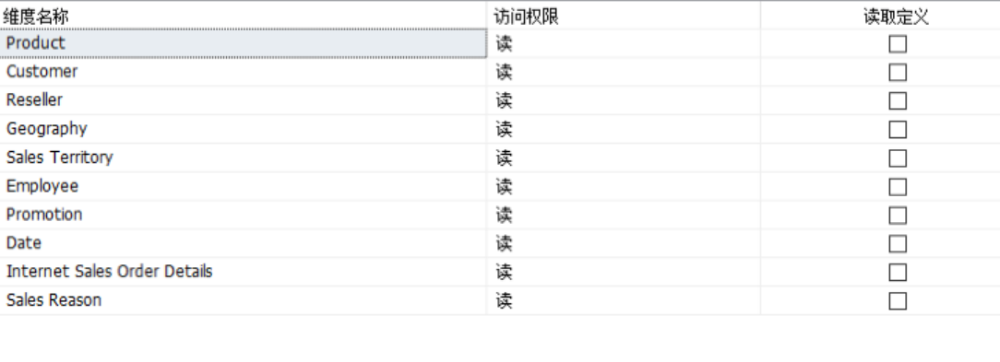 维度名称 访问权限 读取定义
Product 读
Customer 读
Reseller 读
Geography 读
Sales Territory 读
Employee 读
Promotion 读
Date 读
Internet Sales Order Details 读
Sales Reason 读